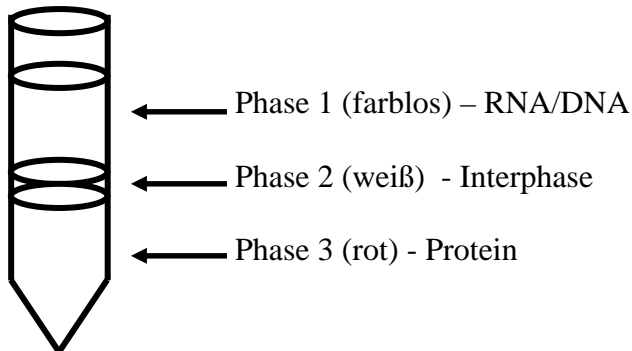 Phase 1 (farblos) – RNA/DNA
Phase 2 (weiß) - Interphase
Phase 3 (rot) - Protein